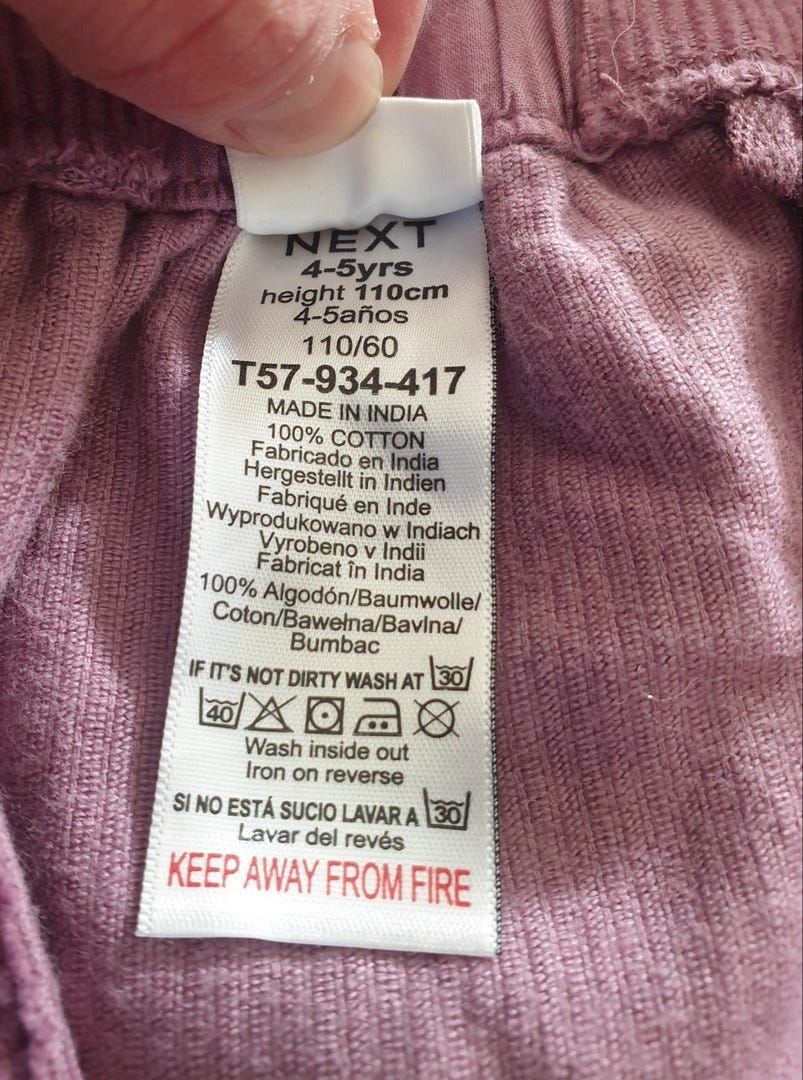 NEXT
4-5yrs
height 110cm
4-5años
110/60
T57-934-417
MADE IN INDIA
100% COTTON
Fabricado en India
Hergestellt in Indien
Fabriqué en Inde
Wyprodukowano w Indiach
Vyrobeno v Indii
Fabricat în India
100% Algodón/Baumwolle/
Coton/Bawełna/Bavlna/
Bumbac
IF IT'S NOT DIRTY WASH AT 30
40
Wash inside out
Iron on reverse
SI NO ESTÁ SUCIO LAVAR A 30
Lavar del revés
KEEP AWAY FROM FIRE